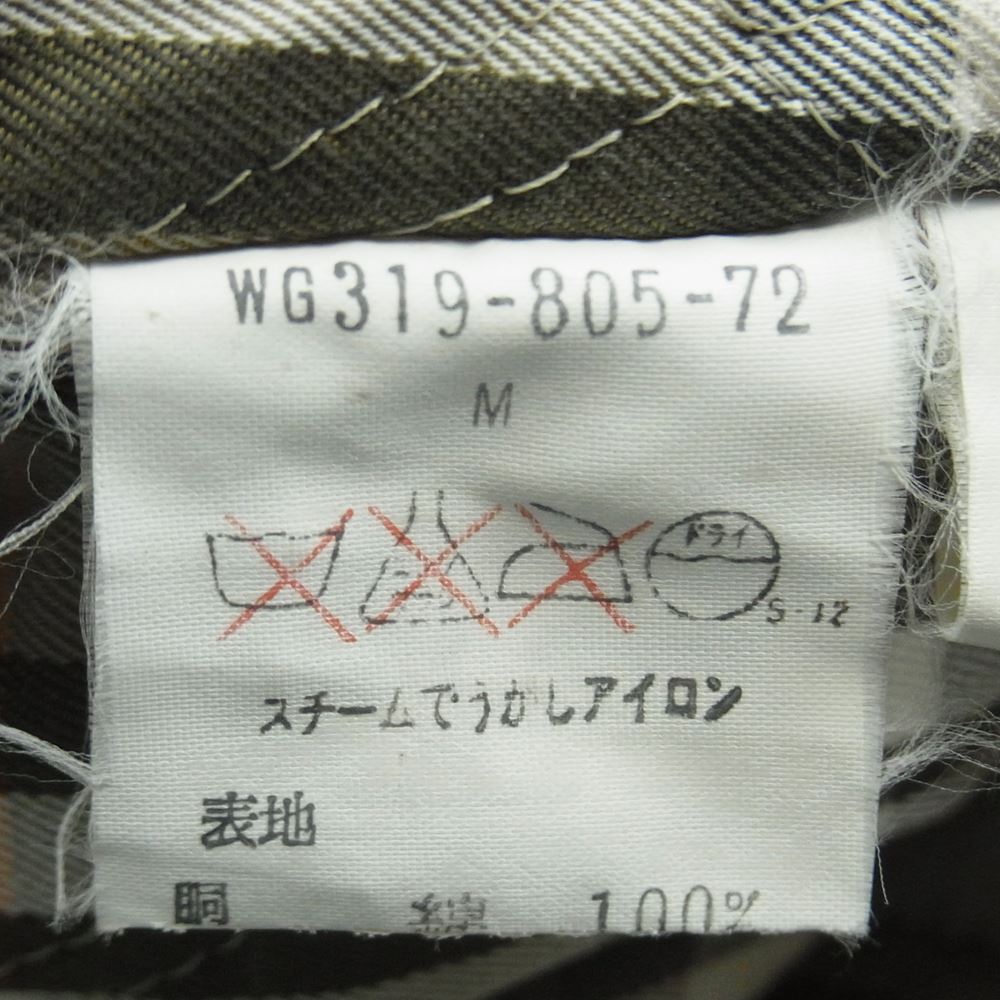 WG319-805-72
M
ドライ
S-12
スチームでうかしアイロン
表地
綿 100%